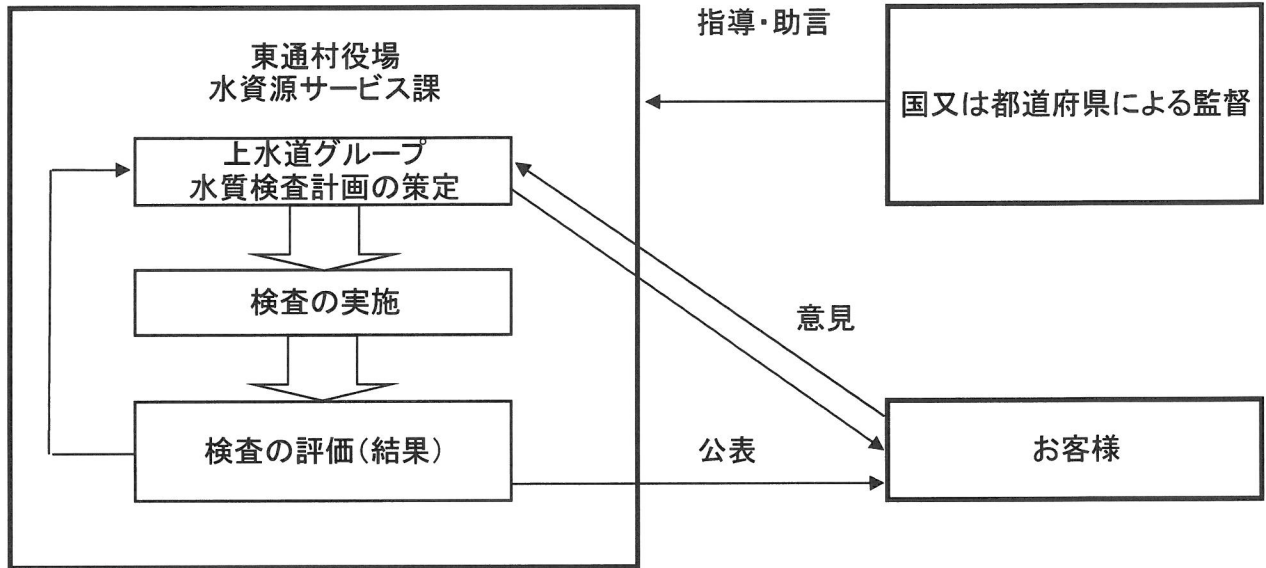 東通村役場
水資源サービス課
上水道グループ
水質検査計画の策定
検査の実施
検査の評価(結果)
指導・助言
国又は都道府県による監督
意見
公表
お客様